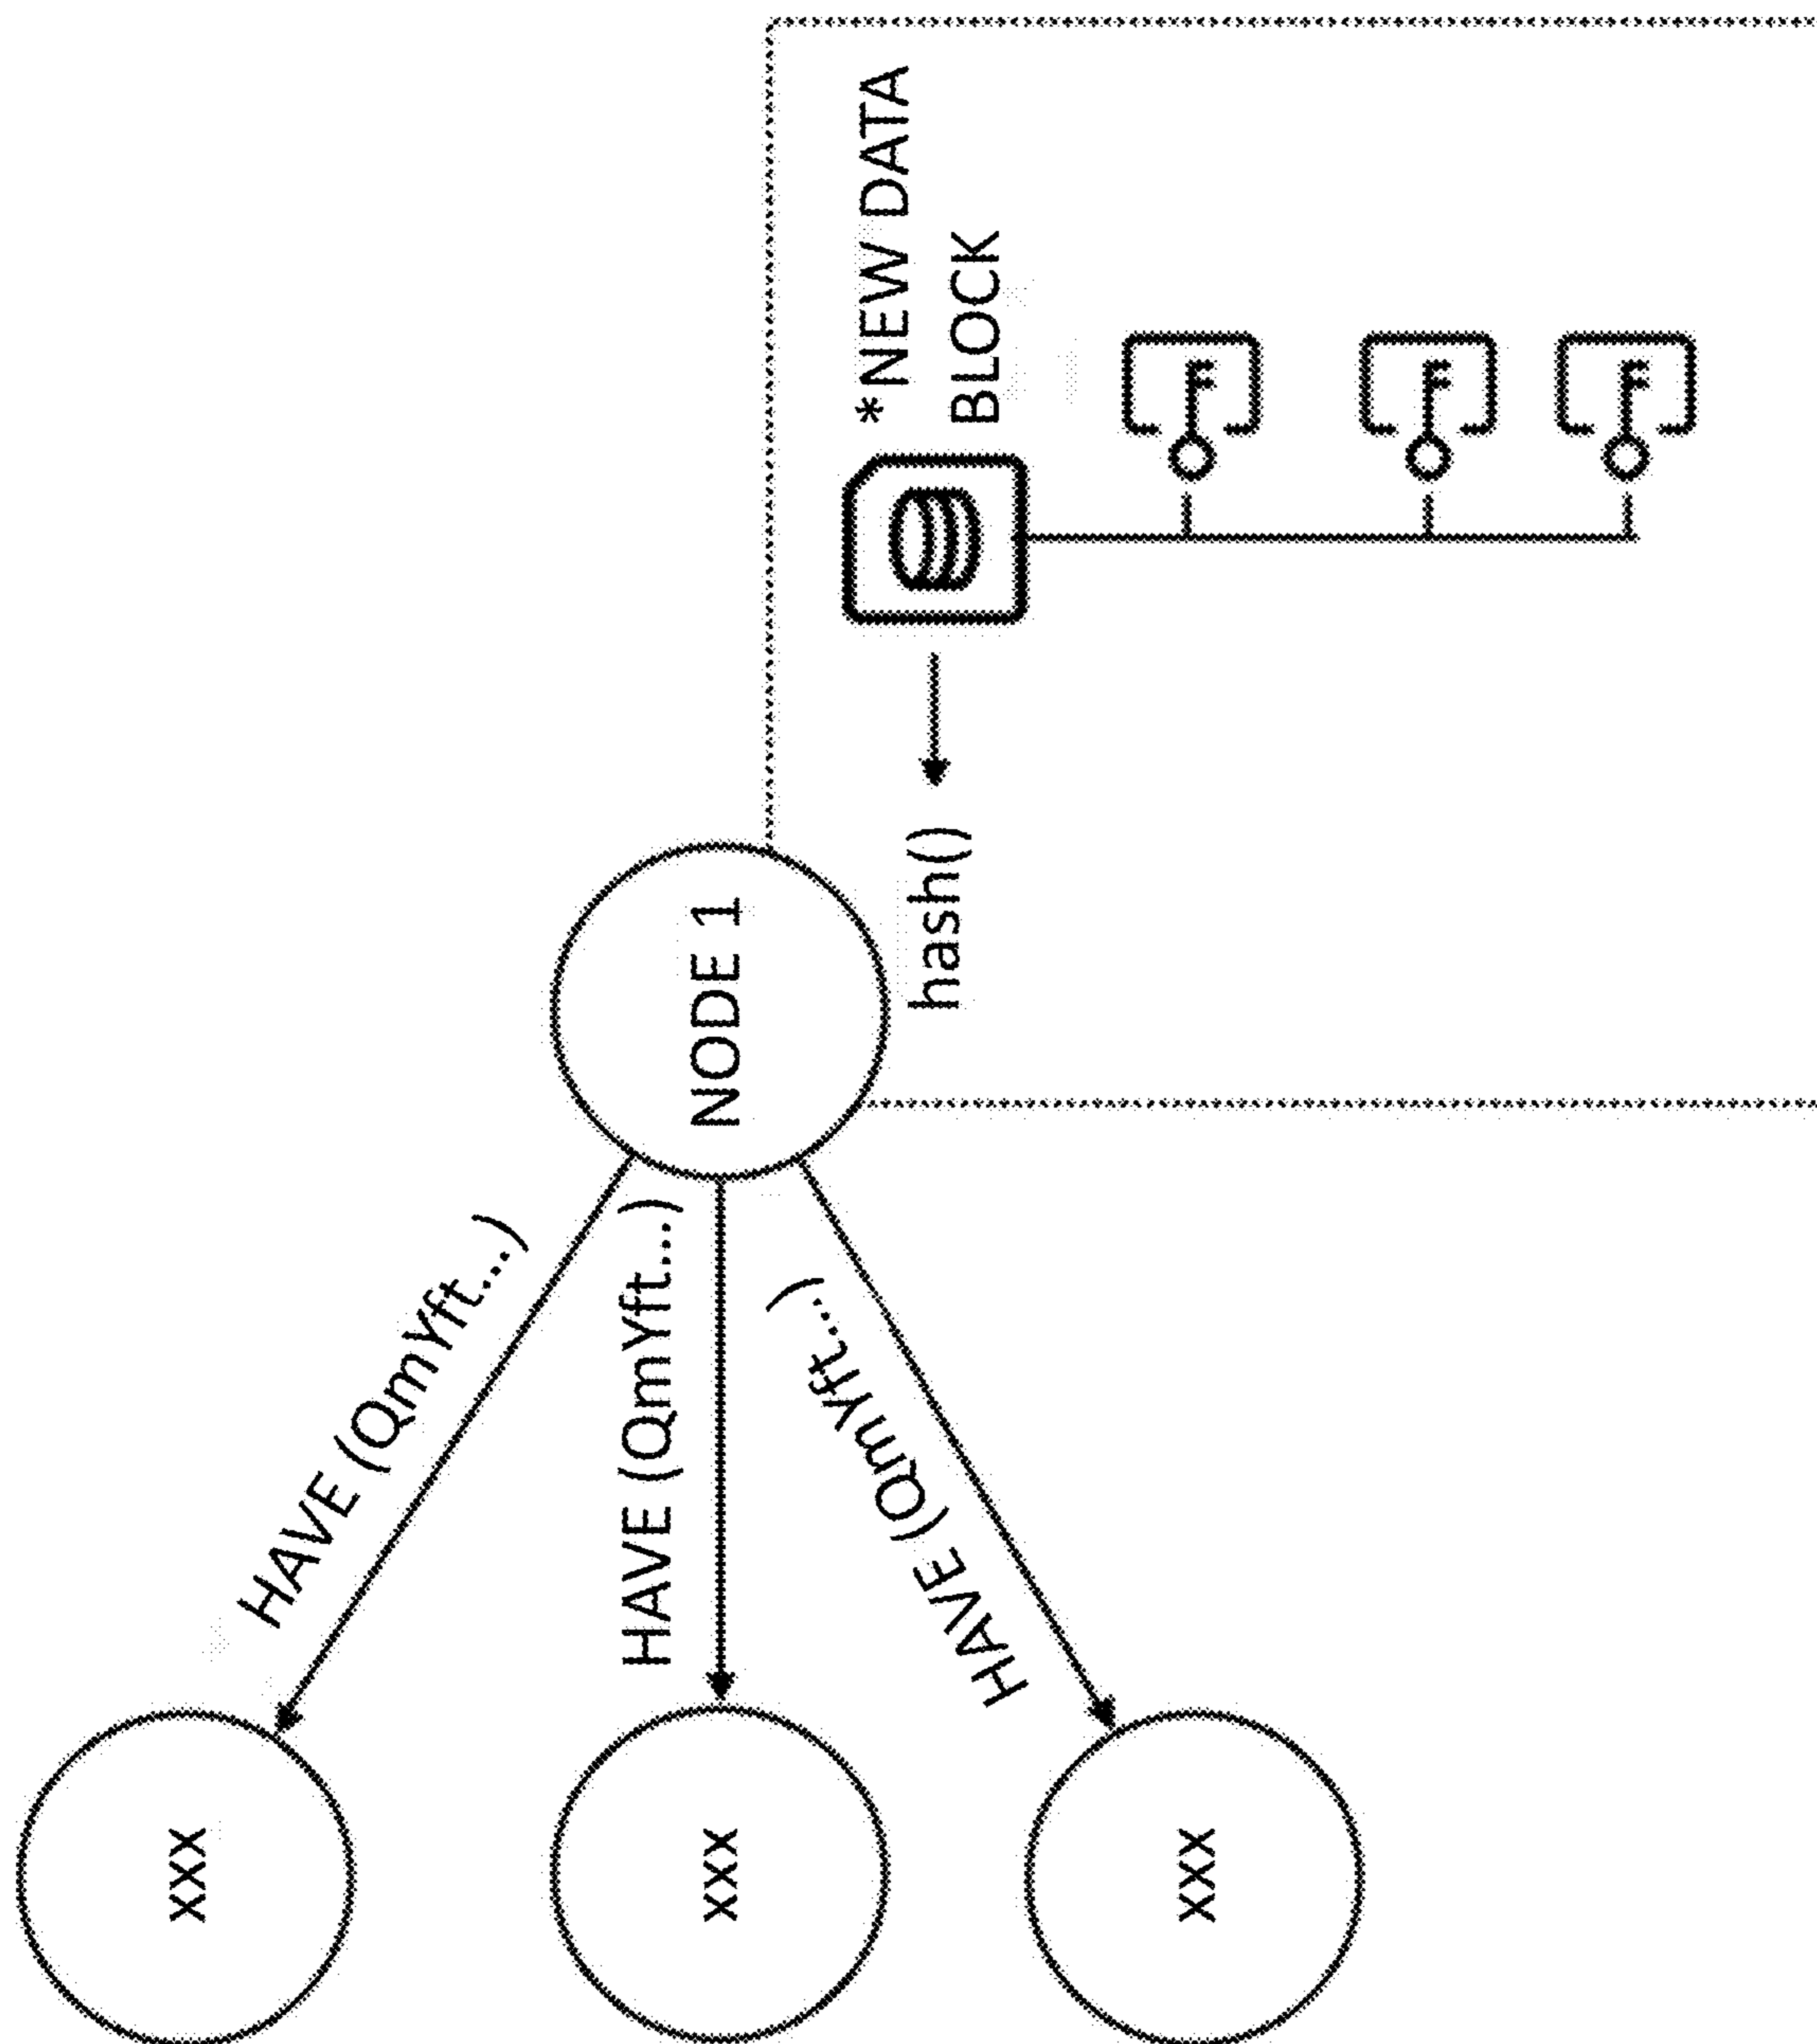 xxx
HAVE (QmYft...)
HAVE (QmYft...)
xxx
NODE 1
HAVE (QmYft...)
*NEW DATA
BLOCK
hash()
xxx